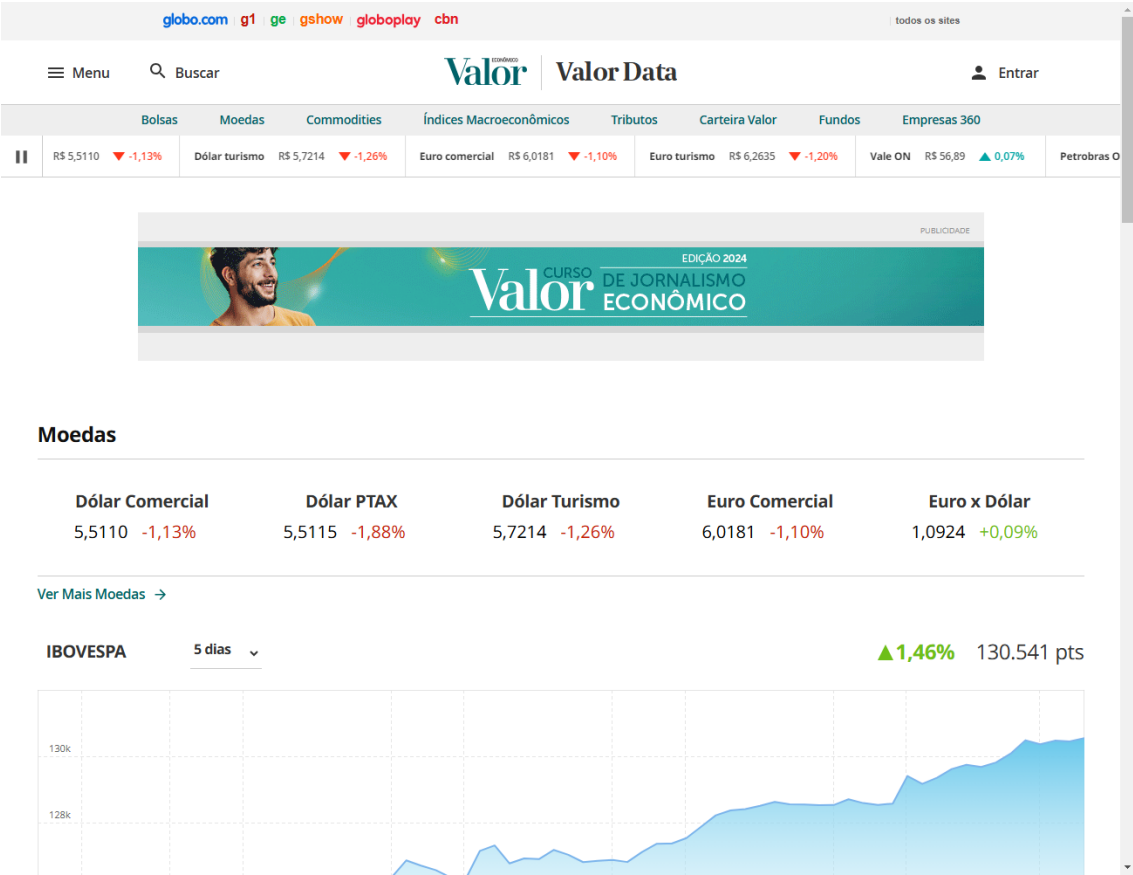 globo.com g1 ge gshow globoplay cbn todos os sites
Menu Buscar Valor ECONÔMICO Valor Data Entrar
Bolsas Moedas Commodities Índices Macroeconômicos Tributos Carteira Valor Fundos Empresas 360
R$ 5,5110 -1,13% Dólar turismo R$ 5,7214 -1,26% Euro comercial R$ 6,0181 -1,10% Euro turismo R$ 6,2635 -1,20% Vale ON R$ 56,89 0,07% Petrobras O
PUBLICIDADE
EDIÇÃO 2024
Valor CURSO DE JORNALISMO
ECONÔMICO
Moedas
Dólar Comercial Dólar PTAX Dólar Turismo Euro Comercial Euro x Dólar
5,5110 -1,13% 5,5115 -1,88% 5,7214 -1,26% 6,0181 -1,10% 1,0924 +0,09%
Ver Mais Moedas →
IBOVESPA 5 dias 1,46% 130.541 pts
130k
128k